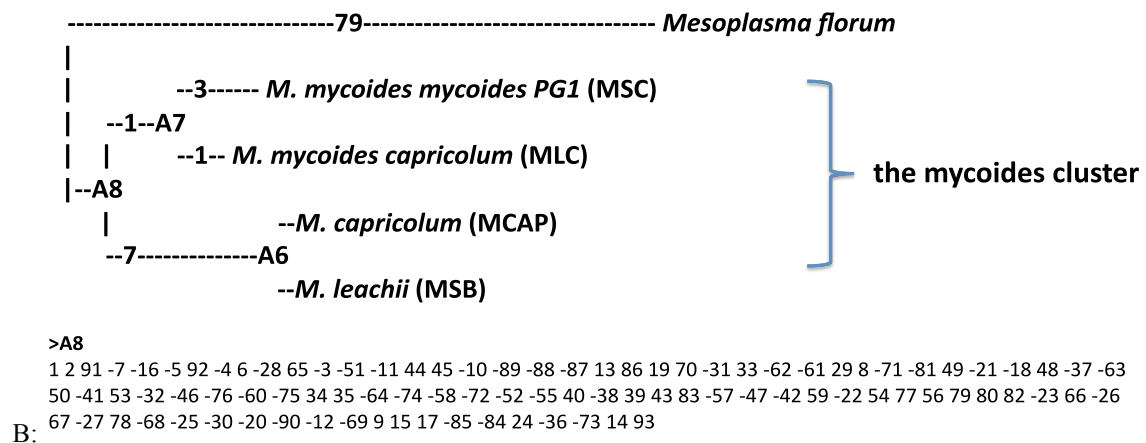 --------------------------------79----------------------------------- Mesoplasma florum
|
| --3------ M. mycoides mycoides PG1 (MSC)
| --1--A7
| | --1-- M. mycoides capricolum (MLC)
the mycoides cluster
|--A8
| --M. capricolum (MCAP)
--7--------------A6
--M. leachii (MSB)
>A8
1 2 91 -7 -16 -5 92 -4 6 -28 65 -3 -51 -11 44 45 -10 -89 -88 -87 13 86 19 70 -31 33 -62 -61 29 8 -71 -81 49 -21 -18 48 -37 -63
50 -41 53 -32 -46 -76 -60 -75 34 35 -64 -74 -58 -72 -52 -55 40 -38 39 43 83 -57 -47 -42 59 -22 54 77 56 79 80 82 -23 66 -26
B: 67 -27 78 -68 -25 -30 -20 -90 -12 -69 9 15 17 -85 -84 24 -36 -73 14 93